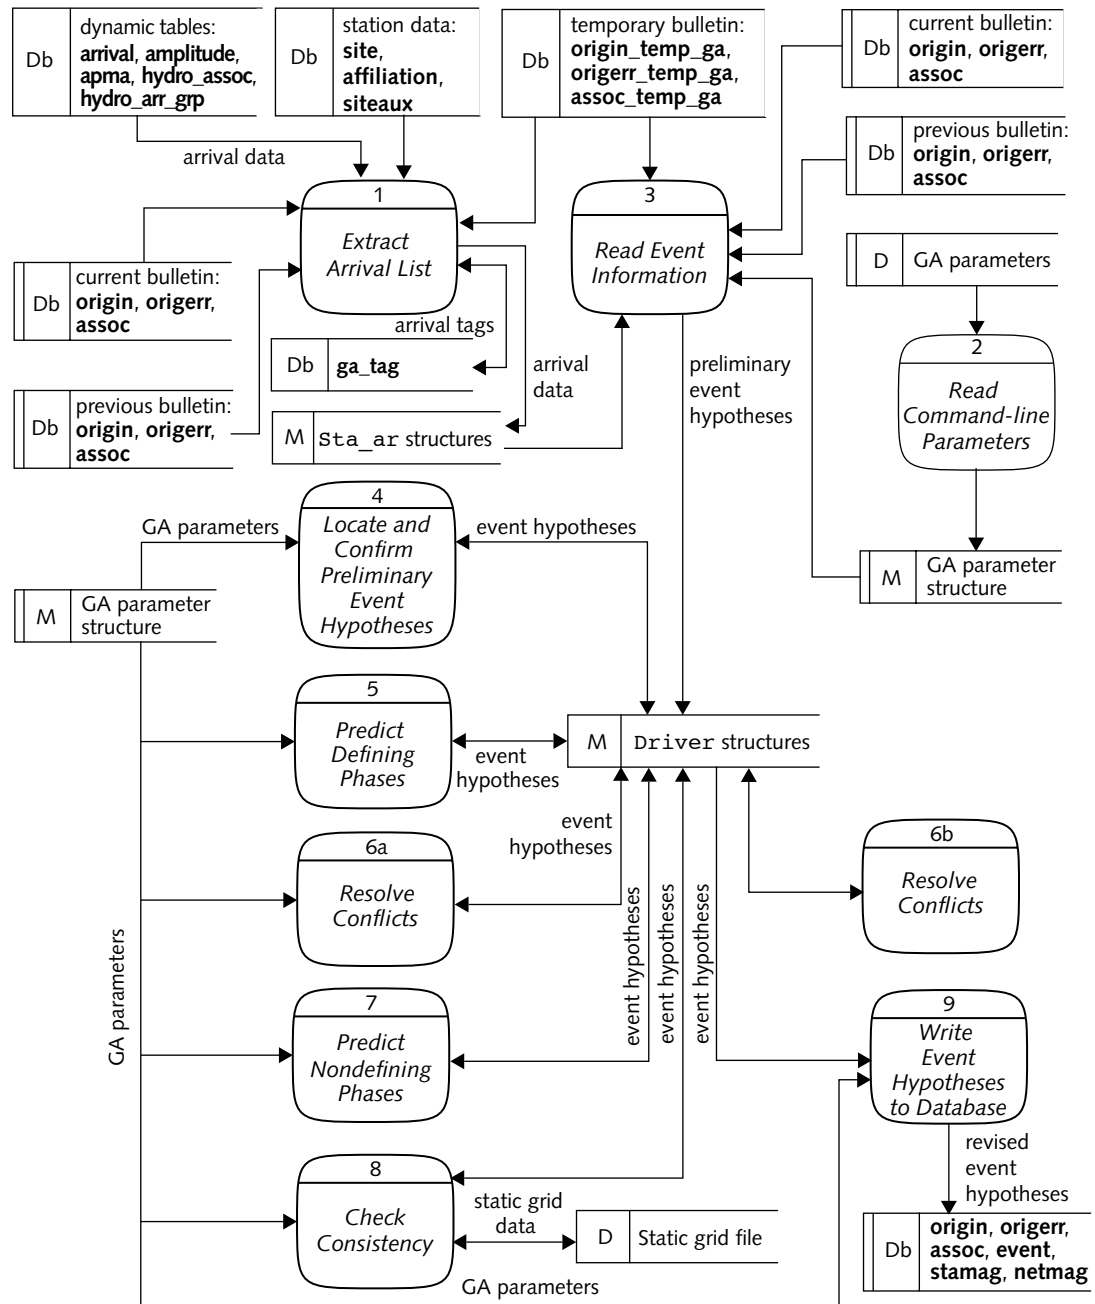 dynamic tables:
Db
arrival, amplitude,
apma, hydro_assoc,
hydro_arr_grp
station data:
Db
site,
affiliation,
siteaux
temporary bulletin:
Db
origin_temp_ga,
origerr_temp_ga,
assoc_temp_ga
current bulletin:
Db
origin, origerr,
assoc
previous bulletin:
Db
origin, origerr,
assoc
arrival data
1
Extract
Arrival List
3
Read Event
Information
D
GA parameters
current bulletin:
Db
origin, origerr,
assoc
arrival tags
Db
ga_tag
arrival
data
preliminary
event
hypotheses
2
Read
Command-line
Parameters
previous bulletin:
Db
origin, origerr,
assoc
M
Sta_ar structures
GA parameters
4
Locate and
Confirm
Preliminary
Event
Hypotheses
event hypotheses
M
GA parameter
structure
M
GA parameter
structure
5
Predict
Defining
Phases
event
hypotheses
M
Driver structures
event
hypotheses
6a
Resolve
Conflicts
6b
Resolve
Conflicts
event hypotheses
event hypotheses
event hypotheses
GA parameters
7
Predict
Nondefining
Phases
9
Write
Event
Hypotheses
to Database
revised
event
hypotheses
8
Check
Consistency
static grid
data
D
Static grid file
GA parameters
Db
origin, origerr,
assoc, event,
stamag, netmag